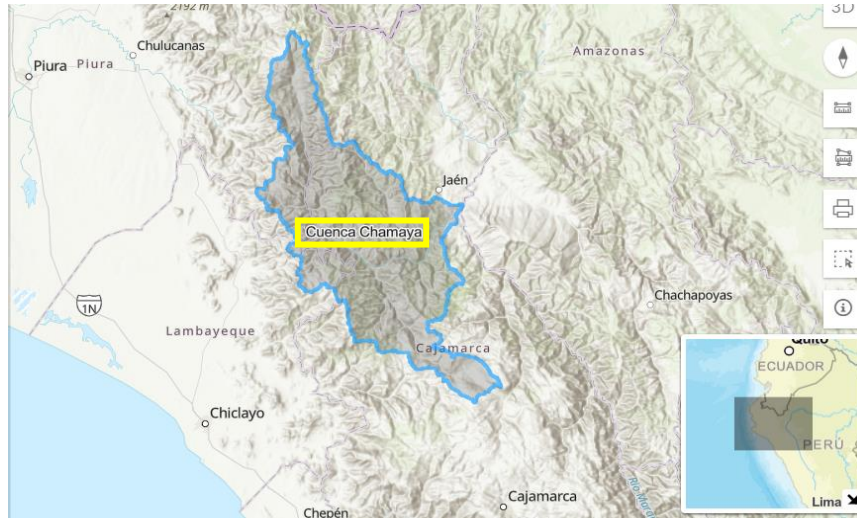 2192 m
3D
Chulucanas
Piura
Piura
Amazonas
Jaén
Cuenca Chamaya
1N
Chachapoyas
Lambayeque
Cajamarca
Chiclayo
Quito
ECUADOR
PERÚ
Lima
Cajamarca
Chepén